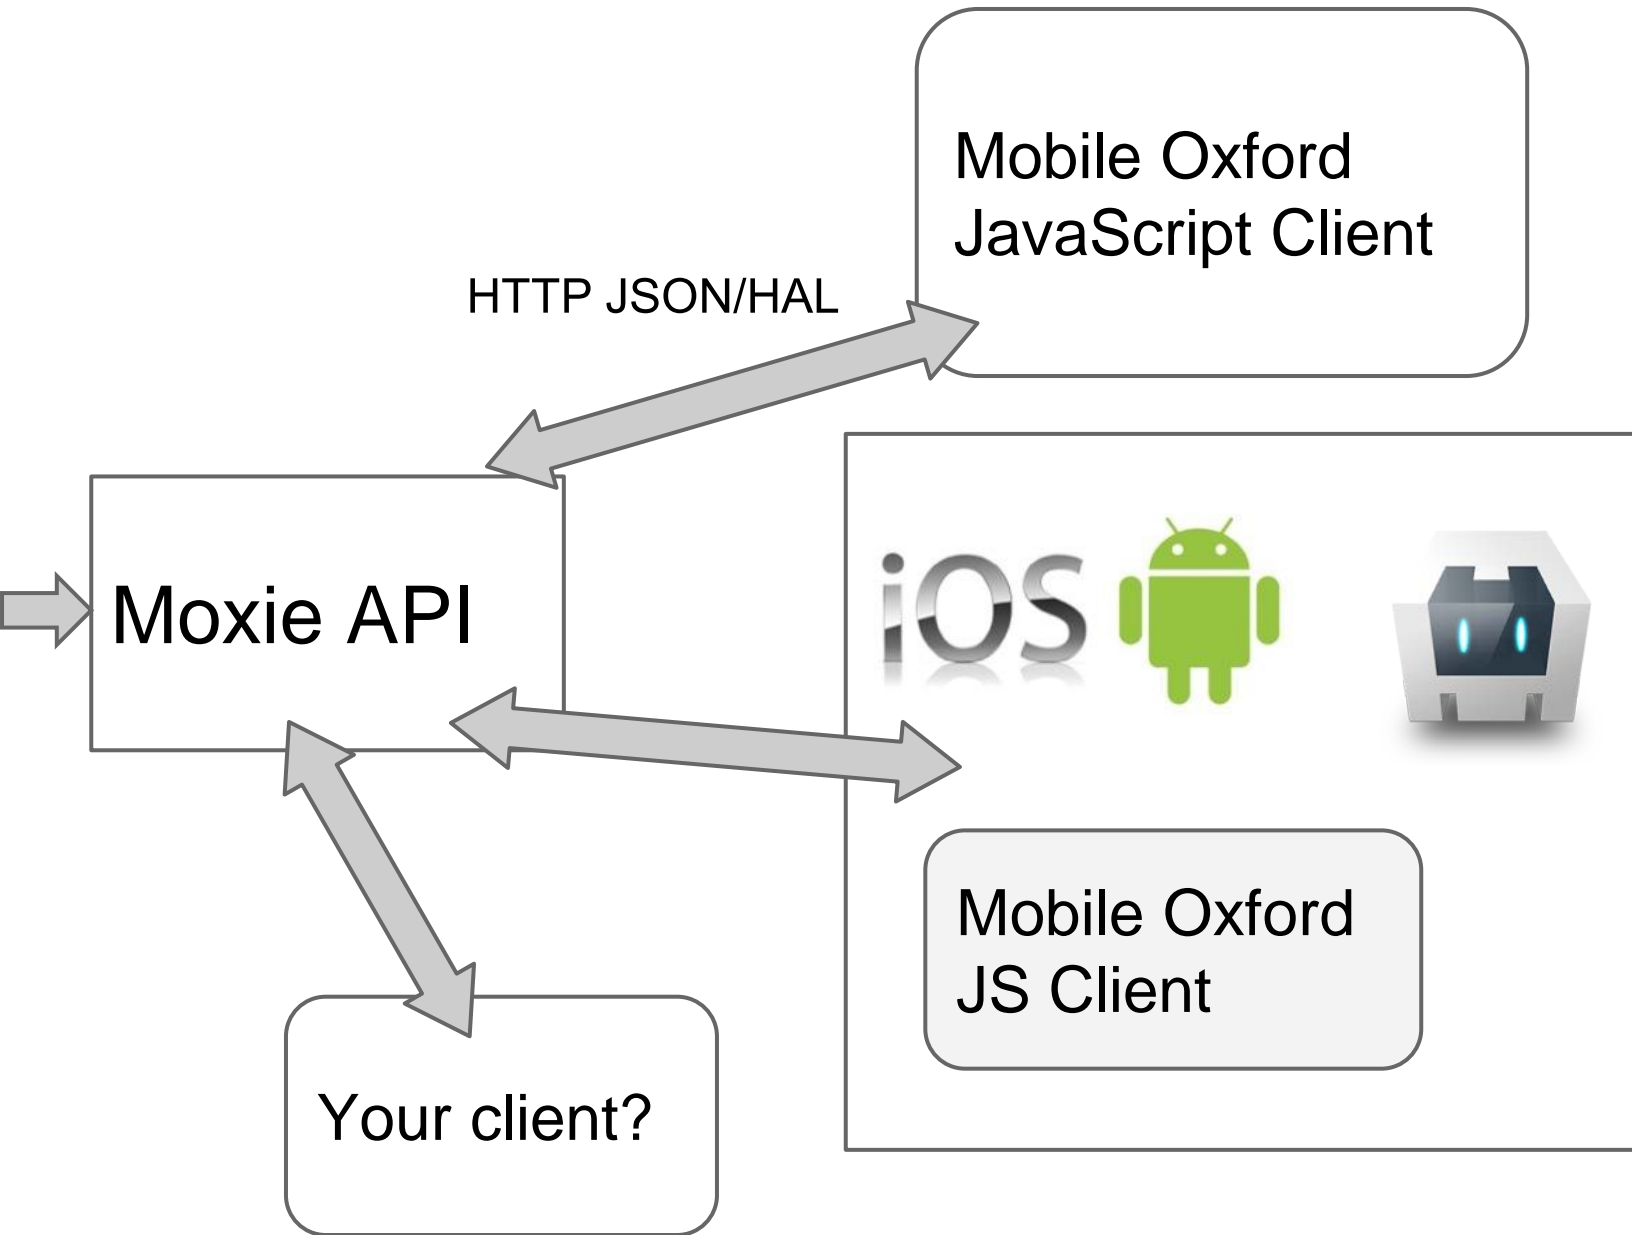 Mobile Oxford
JavaScript Client
HTTP JSON/HAL
Moxie API
iOS
Mobile Oxford
JS Client
Your client?